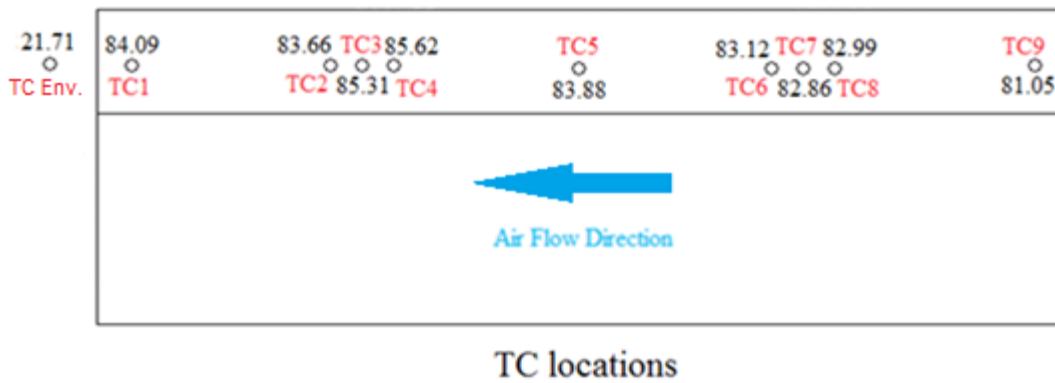 21.71 84.09 83.66 TC3 85.62 TC5 83.12 TC7 82.99 TC9
TC Env. TC1 TC2 85.31 TC4 83.88 TC6 82.86 TC8 81.05
Air Flow Direction
TC locations